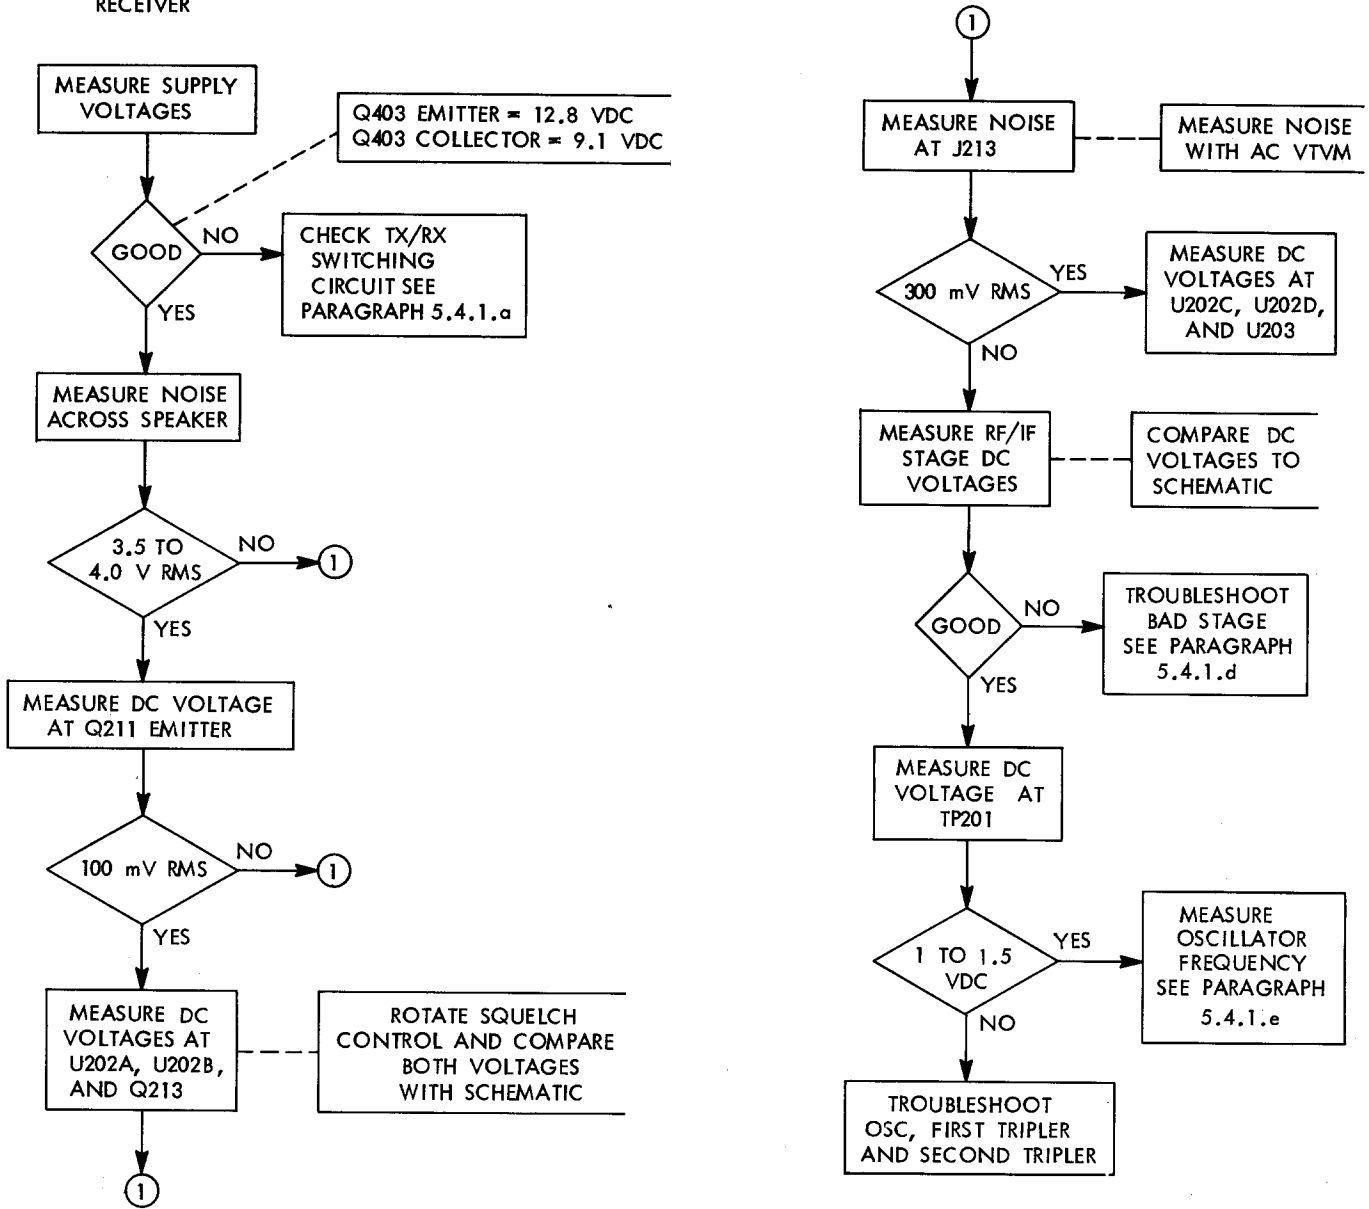 RECEIVER
MEASURE SUPPLY
VOLTAGES
Q403 EMITTER = 12.8 VDC
Q403 COLLECTOR = 9.1 VDC
GOOD
NO
CHECK TX/RX
SWITCHING
CIRCUIT SEE
PARAGRAPH 5.4.1.a
YES
MEASURE NOISE
ACROSS SPEAKER
3.5 TO
4.0 V RMS
NO
1
YES
MEASURE DC VOLTAGE
AT Q211 EMITTER
100 mV RMS
NO
1
YES
MEASURE DC
VOLTAGES AT
U202A, U202B,
AND Q213
ROTATE SQUELCH
CONTROL AND COMPARE
BOTH VOLTAGES
WITH SCHEMATIC
1
1
MEASURE NOISE
AT J213
MEASURE NOISE
WITH AC VTVM
300 mV RMS
YES
MEASURE DC
VOLTAGES AT
U202C, U202D,
AND U203
NO
MEASURE RF/IF
STAGE DC
VOLTAGES
COMPARE DC
VOLTAGES TO
SCHEMATIC
GOOD
NO
TROUBLESHOOT
BAD STAGE
SEE PARAGRAPH
5.4.1.d
YES
MEASURE DC
VOLTAGE AT
TP201
1 TO 1.5
VDC
YES
MEASURE
OSCILLATOR
FREQUENCY
SEE PARAGRAPH
5.4.1.e
NO
TROUBLESHOOT
OSC, FIRST TRIPLER
AND SECOND TRIPLER